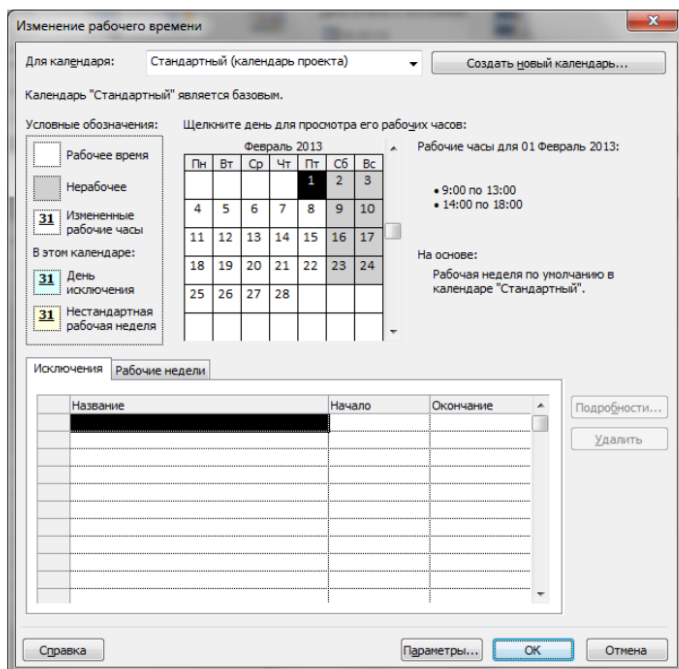 Изменение рабочего времени
Для календаря: Стандартный (календарь проекта) Создать новый календарь...
Календарь "Стандартный" является базовым.
Условные обозначения:
Рабочее время
Нерабочее
31 Измененные
рабочие часы
В этом календаре:
31 День
исключения
31 Нестандартная
рабочая неделя
Щелкните день для просмотра его рабочих часов:
Февраль 2013
Пн Вт Ср Чт Пт Сб Вс
1 2 3
4 5 6 7 8 9 10
11 12 13 14 15 16 17
18 19 20 21 22 23 24
25 26 27 28
Рабочие часы для 01 Февраль 2013:
• 9:00 по 13:00
• 14:00 по 18:00
На основе:
Рабочая неделя по умолчанию в
календаре "Стандартный".
Исключения Рабочие недели
Название Начало Окончание
Подробности...
Удалить
Справка Параметры... ОК Отмена